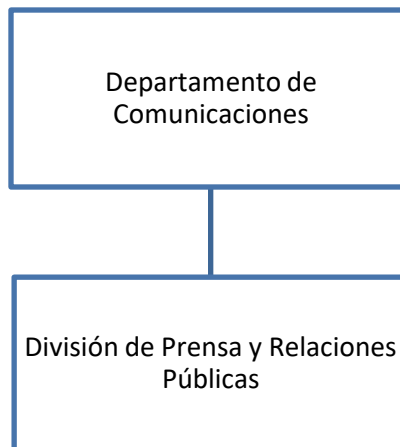 Departamento de
Comunicaciones
División de Prensa y Relaciones
Públicas